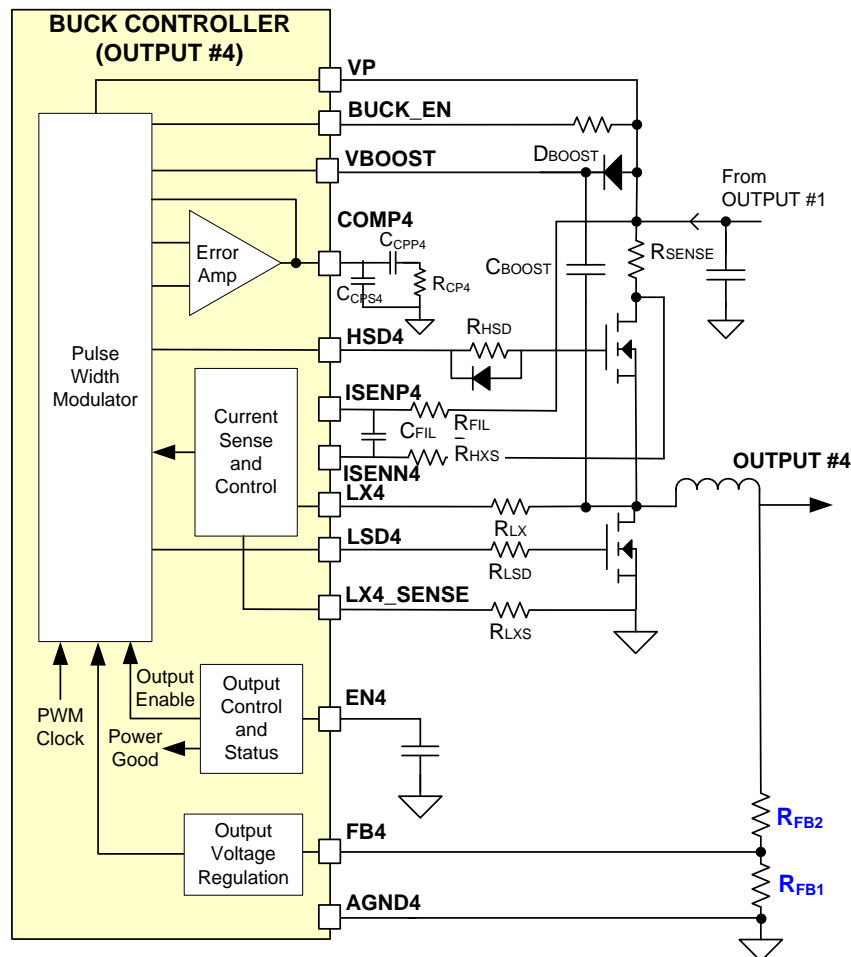 BUCK CONTROLLER
(OUTPUT #4)
VP
BUCK_EN
VBOOST
DBOOST
From
OUTPUT #1
COMP4
CCPP4
RSENSE
Error
Amp
CBOOST
CCPS4
RCP4
HSD4
RHSD
Pulse
Width
Modulator
ISENP4
Current
Sense
and
Control
CFIL
RFIL
RHXS
ISENN4
OUTPUT #4
LX4
RLX
LSD4
RLSD
LX4_SENSE
RLXS
Output
Enable
Output
Control
and
Status
EN4
PWM
Clock
Power
Good
Output
Voltage
Regulation
FB4
RFB2
RFB1
AGND4